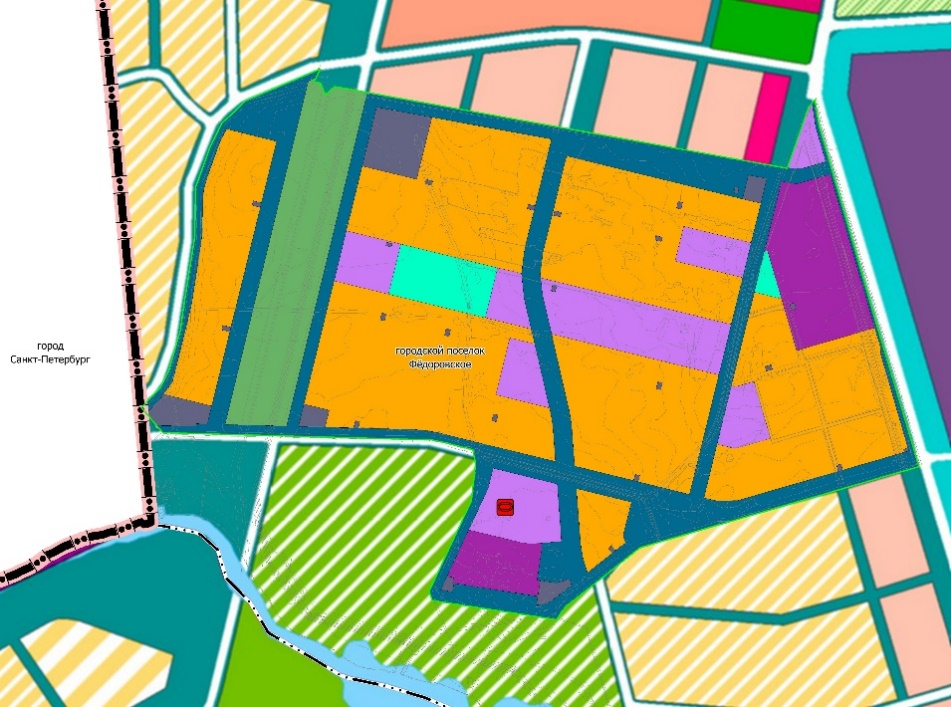 город
Санкт-Петербург
городской поселок
Фёдоровское